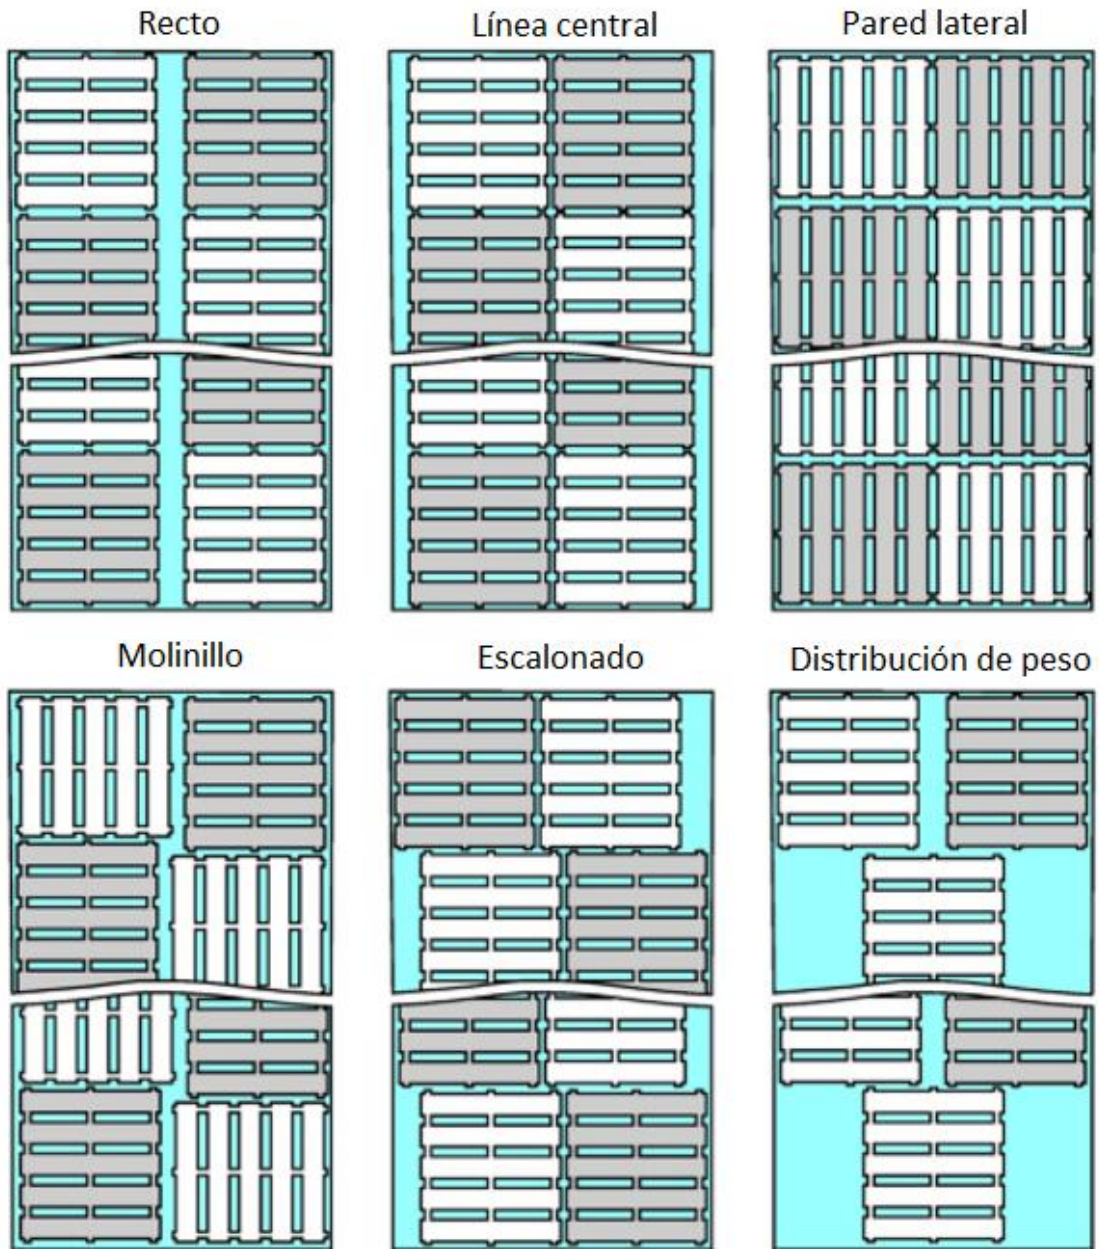 Recto
Línea central
Pared lateral
Molinillo
Escalonado
Distribución de peso